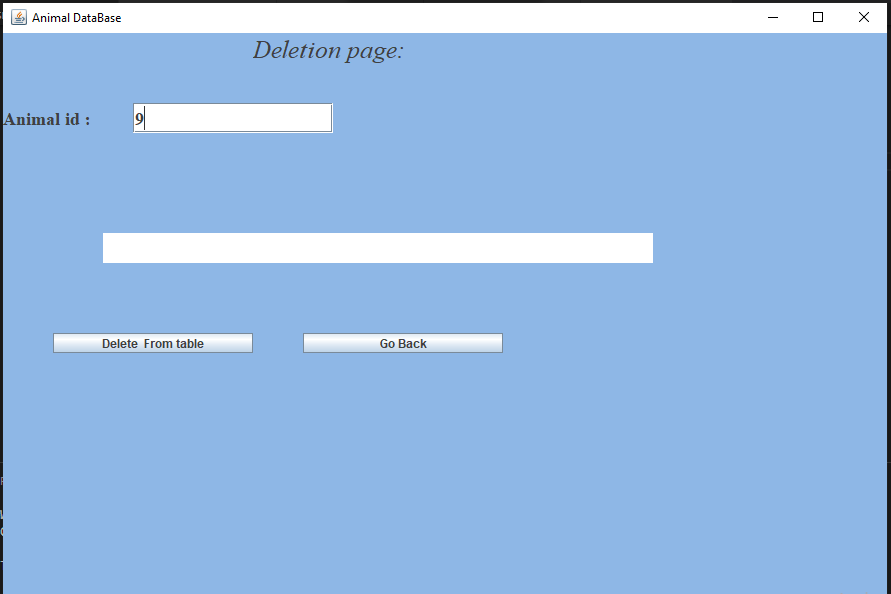 Animal DataBase
Deletion page:
Animal id : 9
Delete From table
Go Back